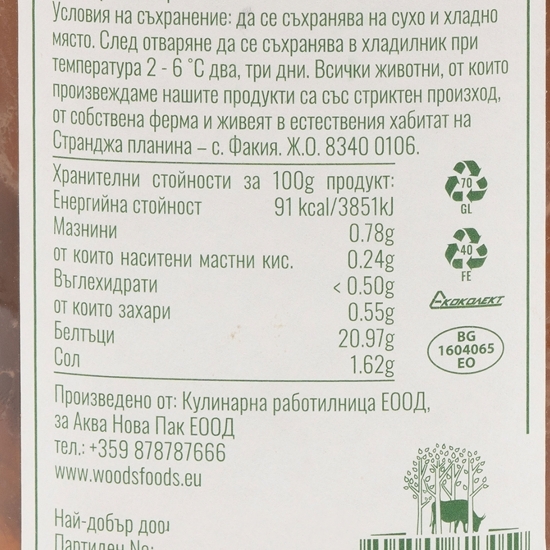 Условия на съхранение: да се съхранява на сухо и хладно
място. След отваряне да се съхранява в хладилник при
температура 2 - 6 °C два, три дни. Всички животни, от които
произвеждаме нашите продукти са със стриктен произход,
от собствена ферма и живеят в естествения хабитат на
Странджа планина – с. Факия. Ж.О. 8340 0106.
Хранителни стойности за 100g продукт:
Енергийна стойност 91 kcal/3851kJ
Мазнини 0.78g
от които наситени мастни кис. 0.24g
Въглехидрати < 0.50g
от които захари 0.55g
Белтъци 20.97g
Сол 1.62g
70
GL
40
FE
Екоколект
BG
1604065
EO
Произведено от: Кулинарна работилница ЕООД,
за Аква Нова Пак ЕООД
тел.: +359 878787666
www.woodsfoods.eu
Най-добър
Партиден No: